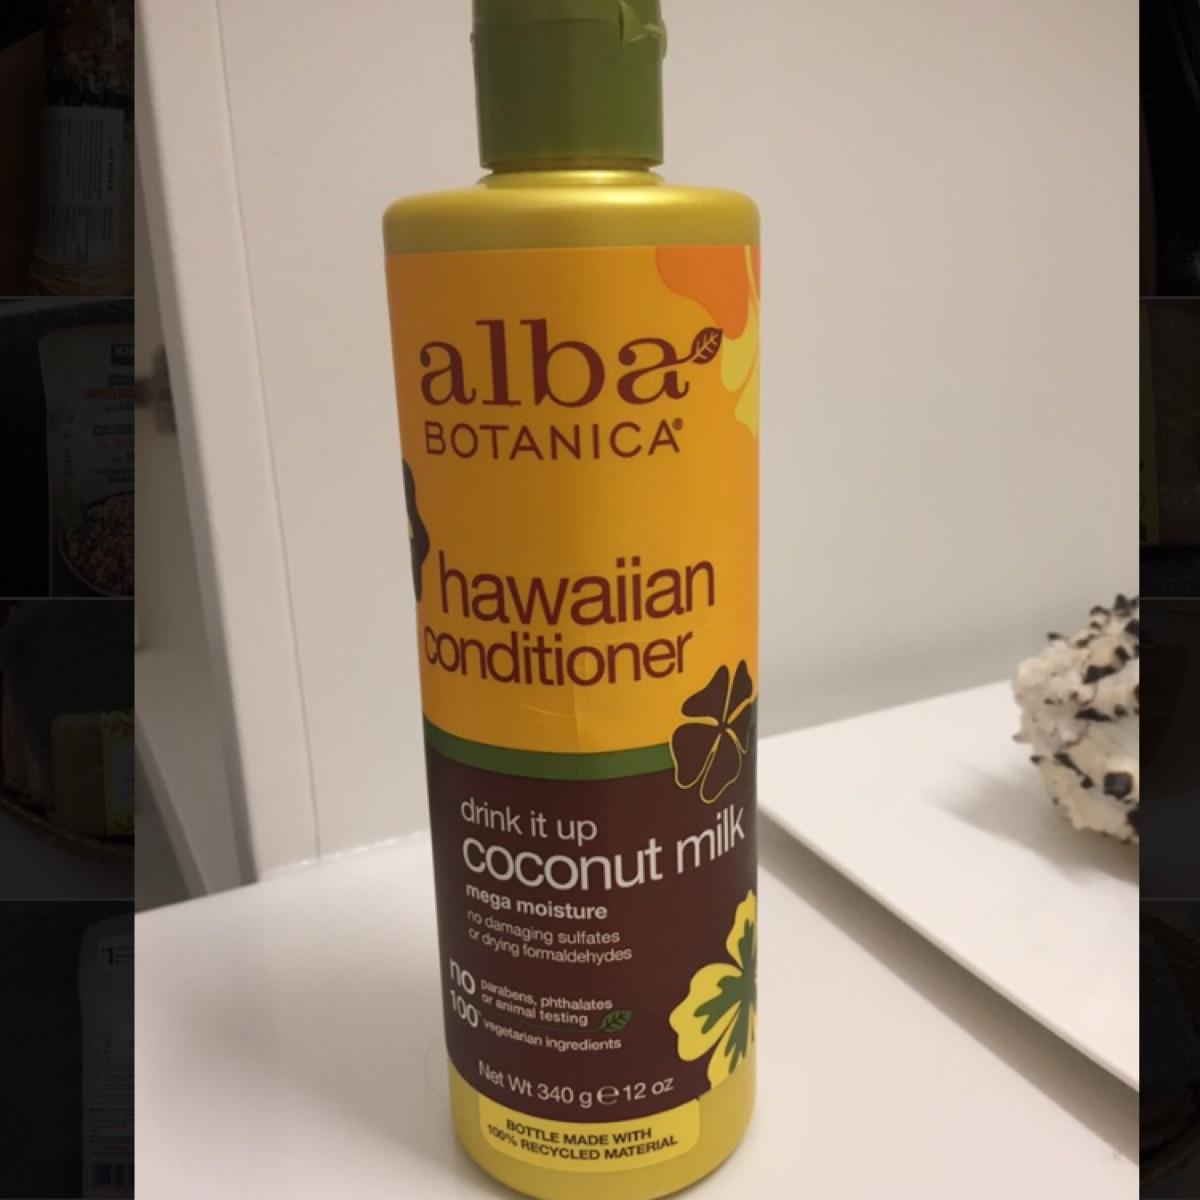 alba
BOTANICA®
hawaiian
conditioner
drink it up
coconut milk
mega moisture
no damaging sulfates
or drying formaldehydes
no parabens, phthalates
or animal testing
100% vegetarian ingredients
Net Wt 340 g ℮ 12 oz
BOTTLE MADE WITH
100% RECYCLED MATERIAL